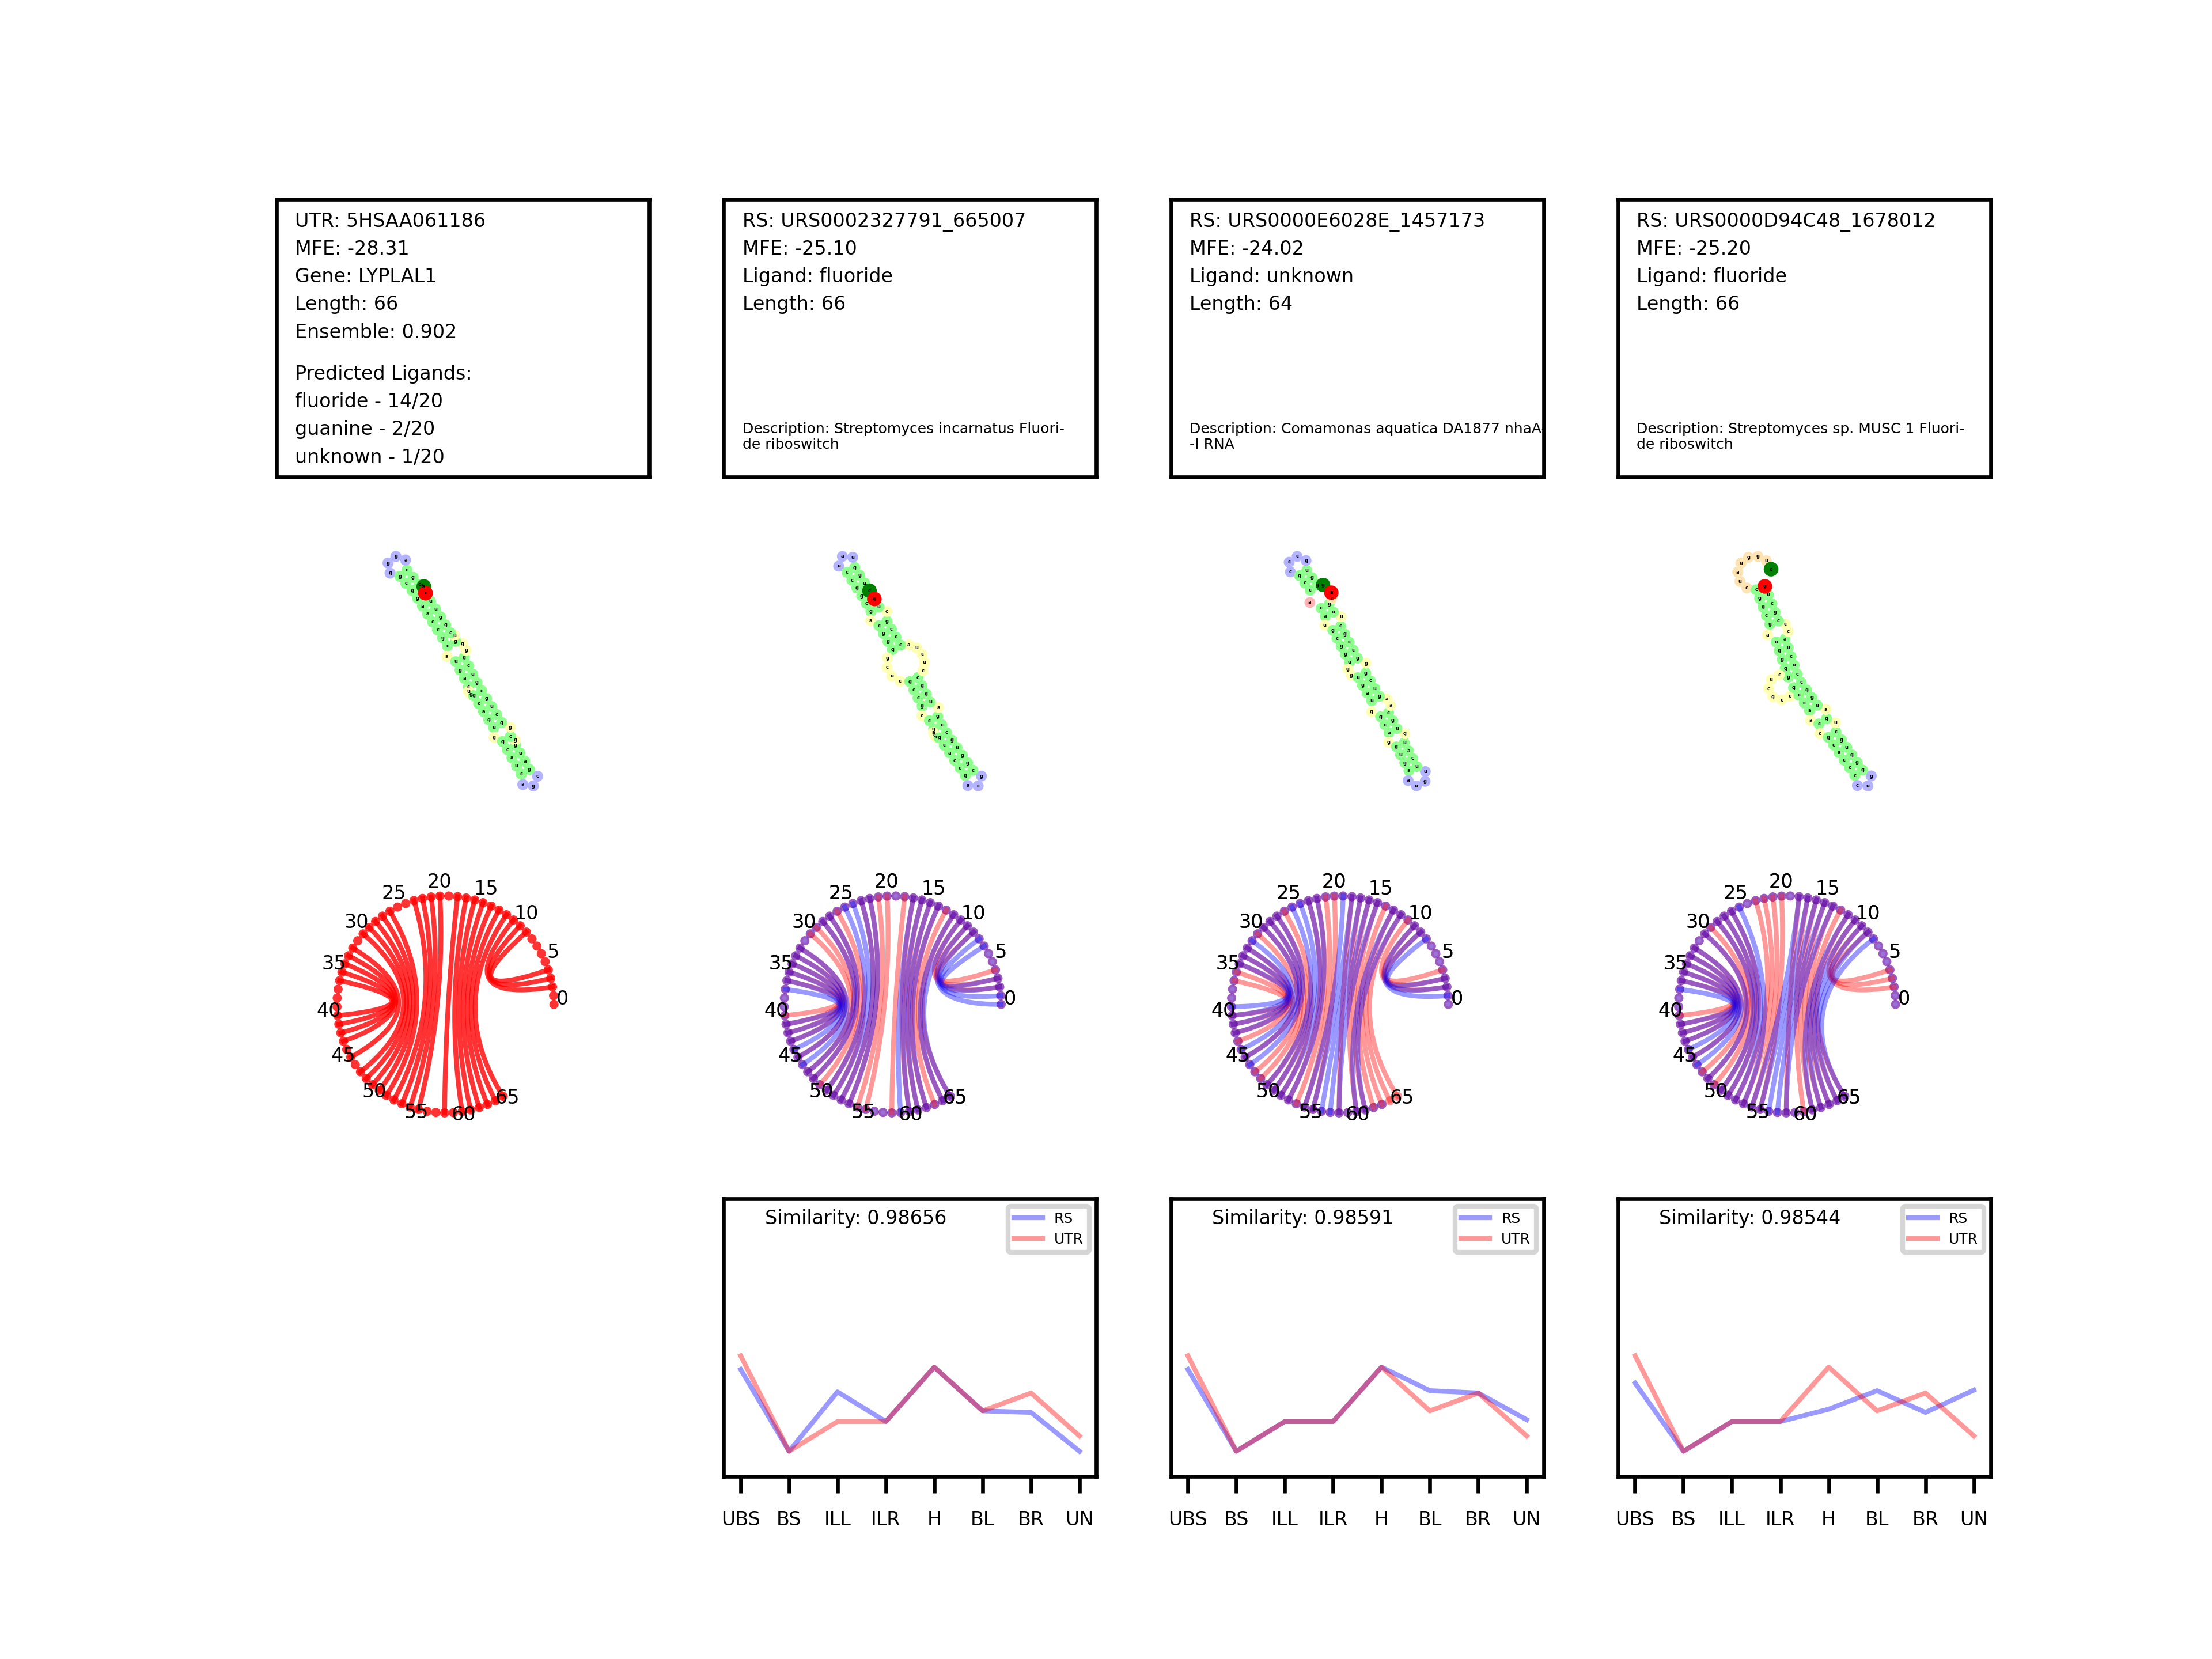 UTR: 5HSAA061186
MFE: -28.31
Gene: LYPLAL1
Length: 66
Ensemble: 0.902
Predicted Ligands:
fluoride - 14/20
guanine - 2/20
unknown - 1/20
RS: URS0002327791_665007
MFE: -25.10
Ligand: fluoride
Length: 66
Description: Streptomyces incarnatus Fluori-
de riboswitch
RS: URS0000E6028E_1457173
MFE: -24.02
Ligand: unknown
Length: 64
Description: Comamonas aquatica DA1877 nhaA
-I RNA
RS: URS0000D94C48_1678012
MFE: -25.20
Ligand: fluoride
Length: 66
Description: Streptomyces sp. MUSC 1 Fluori-
de riboswitch
0 5 10 15 20 25 30 35 40 45 50 55 60 65
0 5 10 15 20 25 30 35 40 45 50 55 60 65
0 5 10 15 20 25 30 35 40 45 50 55 60 65
0 5 10 15 20 25 30 35 40 45 50 55 60 65
Similarity: 0.98656
RS
UTR
UBS BS ILL ILR H BL BR UN
Similarity: 0.98591
RS
UTR
UBS BS ILL ILR H BL BR UN
Similarity: 0.98544
RS
UTR
UBS BS ILL ILR H BL BR UN